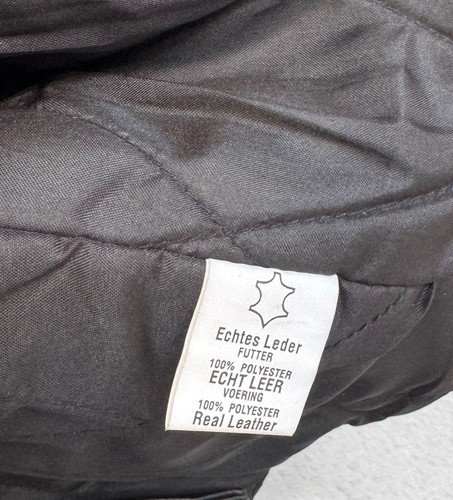 Echtes Leder
FUTTER
100% POLYESTER
ECHT LEER
VOERING
100% POLYESTER
Real Leather